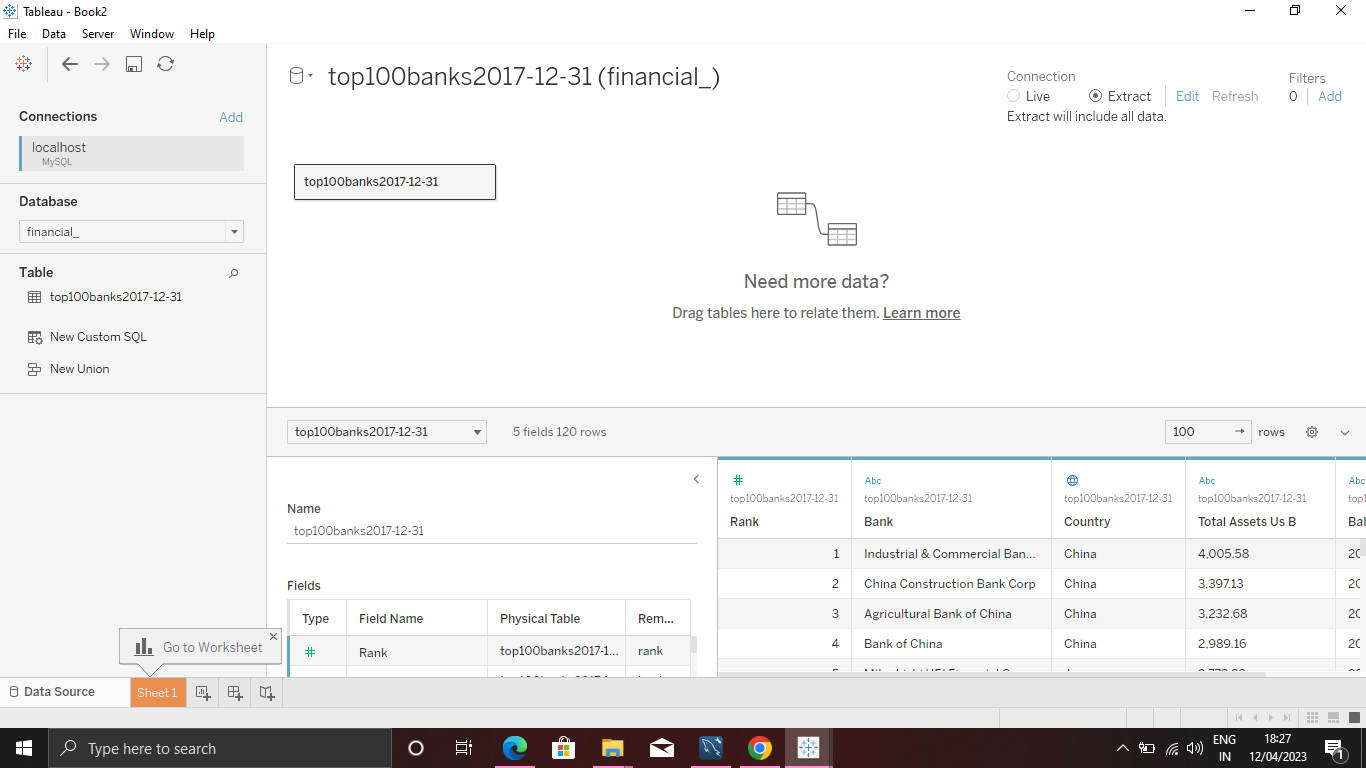 Tableau - Book2
File Data Server Window Help
Connections Add
localhost
MySQL
Database
financial_
Table
top100banks2017-12-31
New Custom SQL
New Union
top100banks2017-12-31 (financial_)
Connection
Live Extract Edit Refresh
Extract will include all data.
Filters
0 Add
top100banks2017-12-31
Need more data?
Drag tables here to relate them. Learn more
top100banks2017-12-31 5 fields 120 rows 100 rows
Name
top100banks2017-12-31
Fields
Type Field Name Physical Table Rem...
# Rank top100banks2017-1... rank
# Abc Abc Abc
top100banks2017-12-31 top100banks2017-12-31 top100banks2017-12-31 top100banks2017-12-31 top1
Rank Bank Country Total Assets Us B Bal
1 Industrial & Commercial Ban... China 4,005.58 20
2 China Construction Bank Corp China 3,397.13 20
3 Agricultural Bank of China China 3,232.68 20
4 Bank of China China 2,989.16 20
Go to Worksheet
Data Source Sheet 1
Type here to search
ENG
IN
18:27
12/04/2023
1